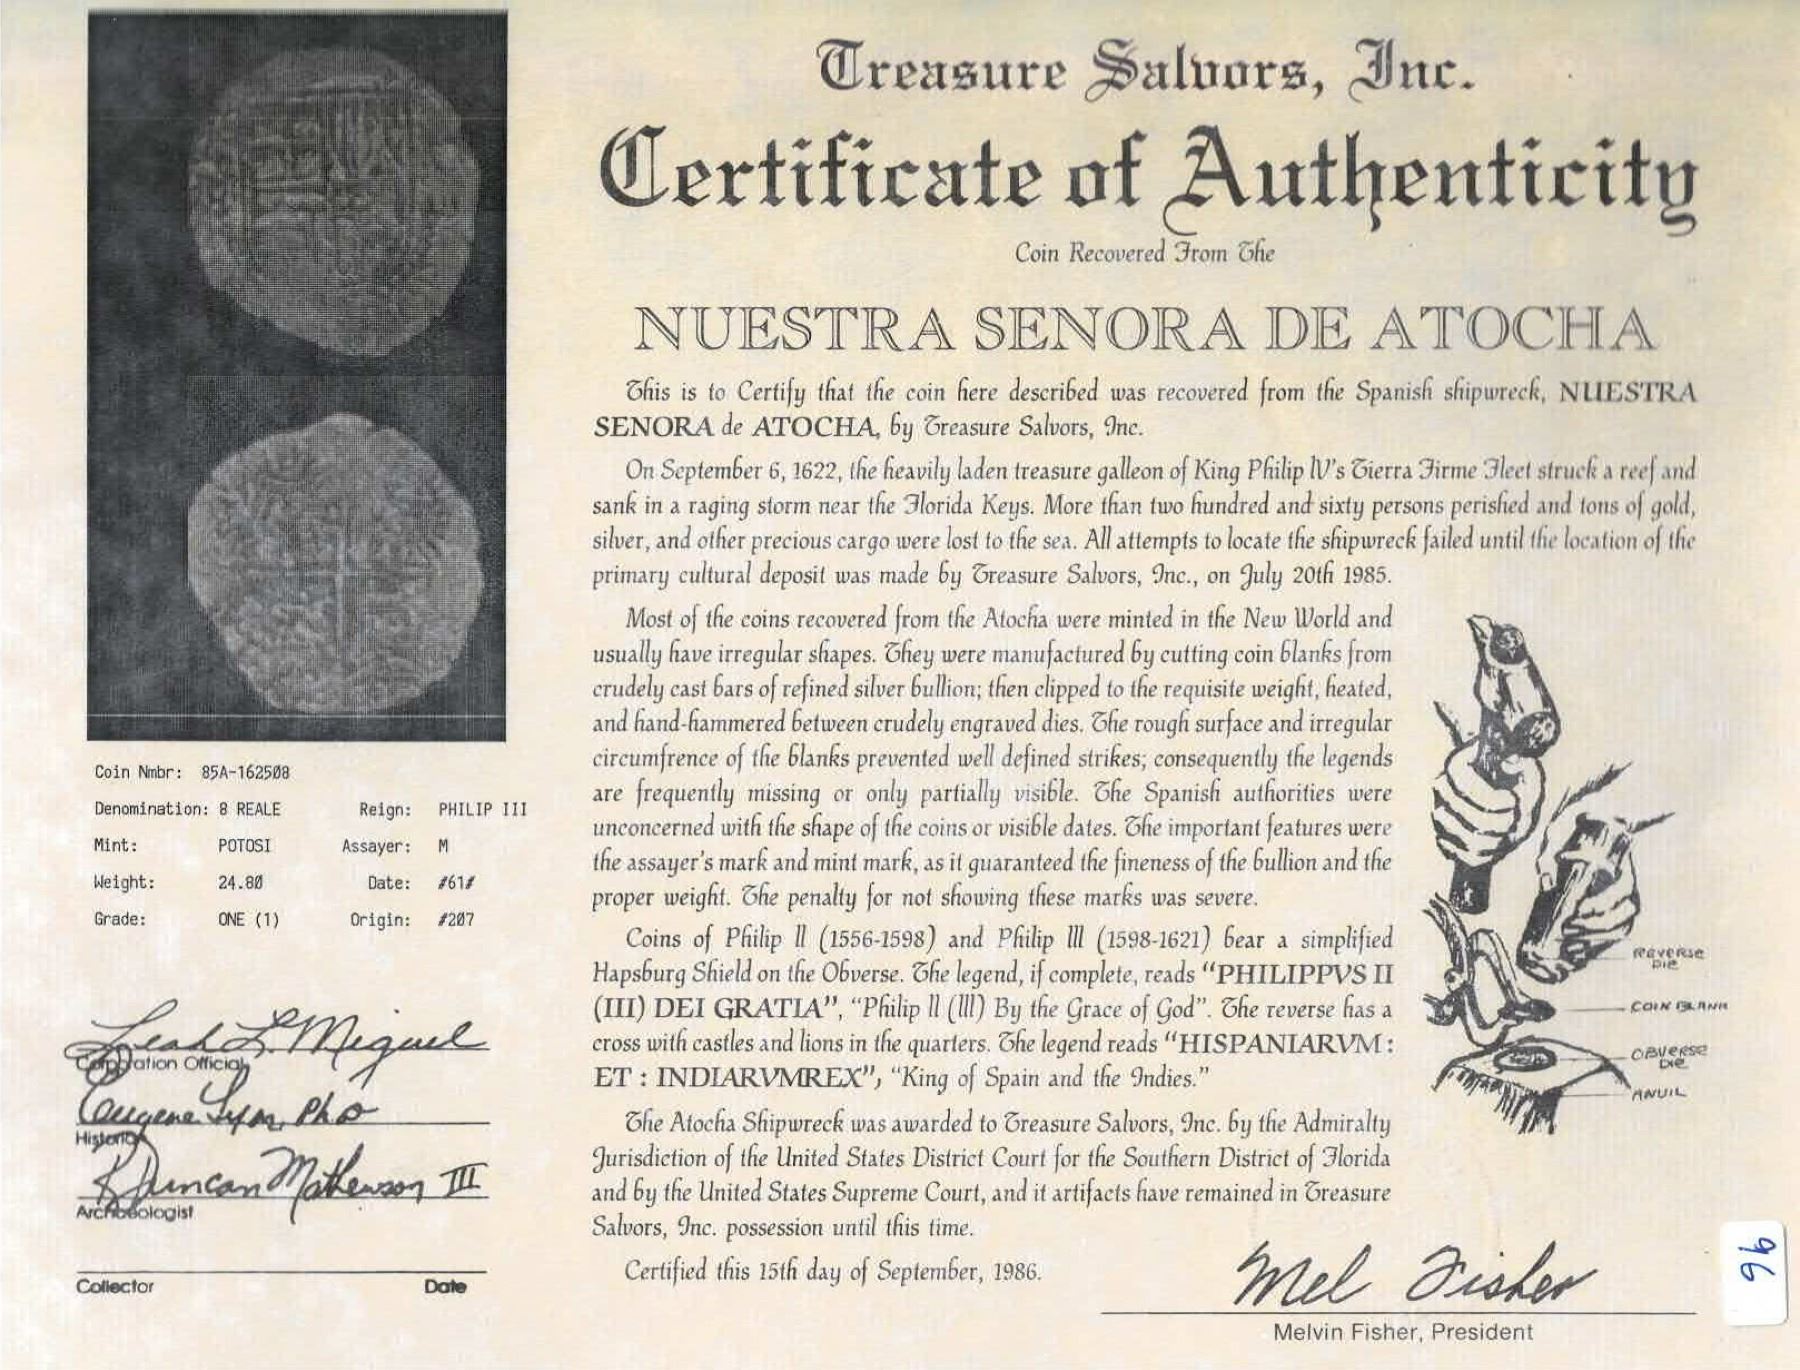 Treasure Salvors, Inc.
Certificate of Authenticity
Coin Recovered From The
NUESTRA SENORA DE ATOCHA
This is to Certify that the coin here described was recovered from the Spanish shipwreck, NUESTRA
SENORA de ATOCHA, by Treasure Salvors, Inc.
On September 6, 1622, the heavily laden treasure galleon of King Philip IV's Tierra Firme Fleet struck a reef and
sank in a raging storm near the Florida Keys. More than two hundred and sixty persons perished and tons of gold,
silver, and other precious cargo were lost to the sea. All attempts to locate the shipwreck failed until the location of the
primary cultural deposit was made by Treasure Salvors, Inc., on July 20th 1985.
Most of the coins recovered from the Atocha were minted in the New World and
usually have irregular shapes. They were manufactured by cutting coin blanks from
crudely cast bars of refined silver bullion; then clipped to the requisite weight, heated,
and hand-hammered between crudely engraved dies. The rough surface and irregular
circumfrence of the blanks prevented well defined strikes; consequently the legends
are frequently missing or only partially visible. The Spanish authorities were
unconcerned with the shape of the coins or visible dates. The important features were
the assayer's mark and mint mark, as it guaranteed the fineness of the bullion and the
proper weight. The penalty for not showing these marks was severe.
Coins of Philip II (1556-1598) and Philip III (1598-1621) bear a simplified
Hapsburg Shield on the Obverse. The legend, if complete, reads "PHILIPPVS II
(III) DEI GRATIA", "Philip II (III) By the Grace of God". The reverse has a
cross with castles and lions in the quarters. The legend reads "HISPANIARVM :
ET : INDIARVMREX", "King of Spain and the Indies."
The Atocha Shipwreck was awarded to Treasure Salvors, Inc. by the Admiralty
Jurisdiction of the United States District Court for the Southern District of Florida
and by the United States Supreme Court, and it artifacts have remained in Treasure
Salvors, Inc. possession until this time.
Certified this 15th day of September, 1986.
Mel Fisher
Melvin Fisher, President
REVERSE
DIE
COIN BLANK
OBVERSE
DIE
ANVIL
Coin Nmbr: 85A-162508
Denomination: 8 REALE Reign: PHILIP III
Mint: POTOSI Assayer: M
Weight: 24.80 Date: #61#
Grade: ONE (1) Origin: #207
Leah L. Miguel
Corporation Official
Eugene Lyon, PhD
Historian
R. Duncan Mathewson III
Archaeologist
Collector Date
96